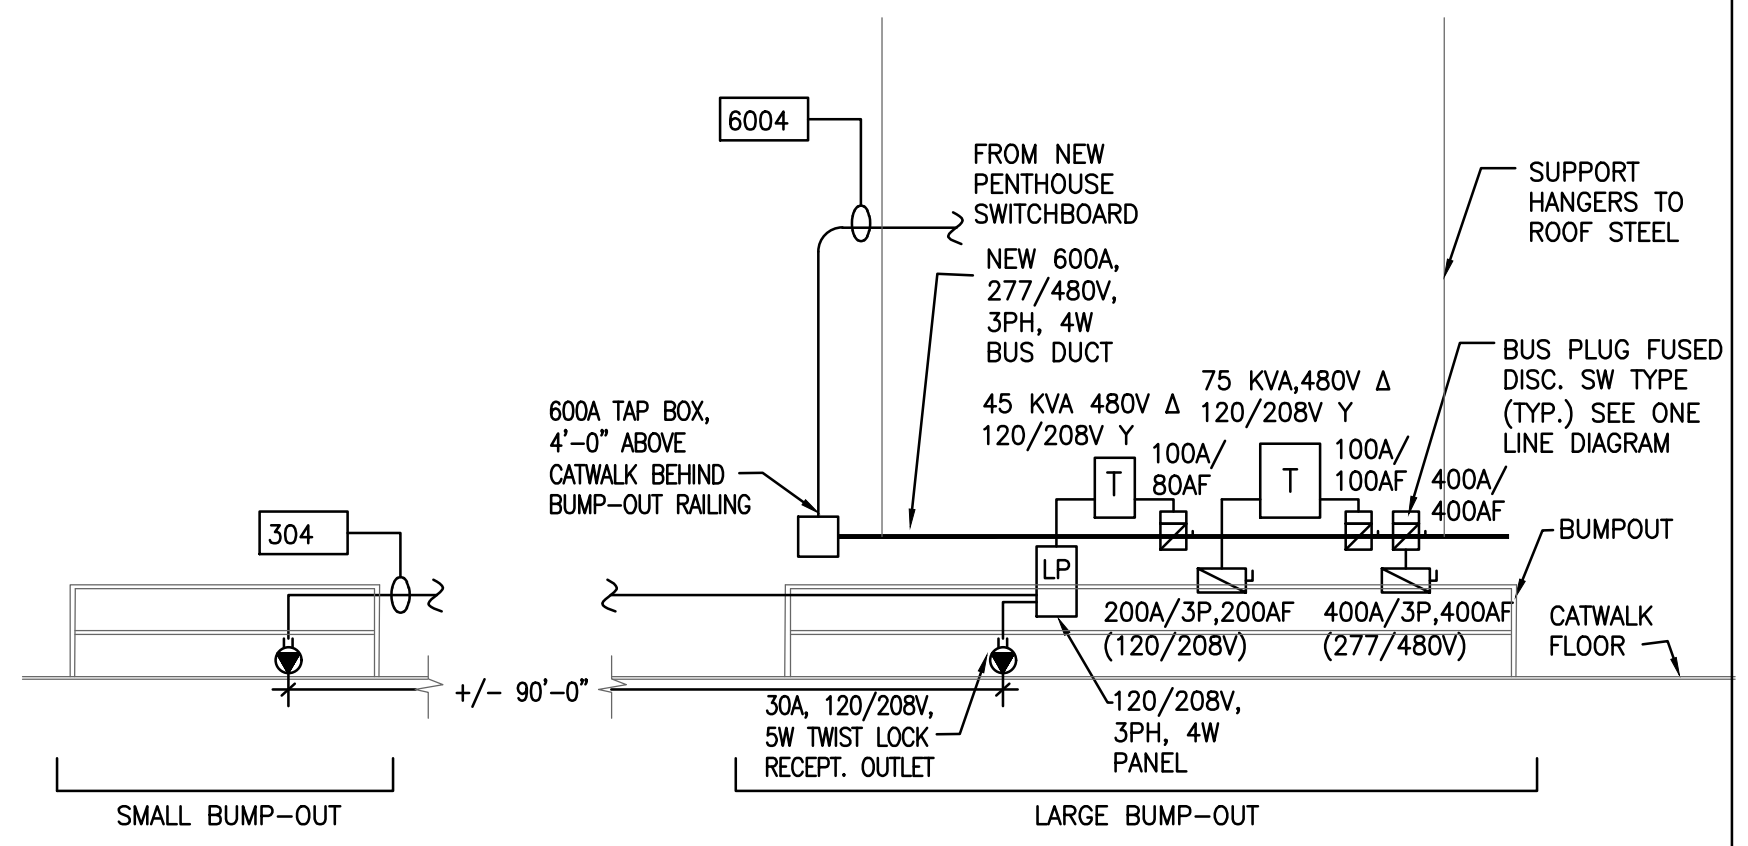 6004
FROM NEW
PENTHOUSE
SWITCHBOARD
SUPPORT
HANGERS TO
ROOF STEEL
NEW 600A,
277/480V,
3PH, 4W
BUS DUCT
BUS PLUG FUSED
DISC. SW TYPE
(TYP.) SEE ONE
LINE DIAGRAM
45 KVA 480V Δ
120/208V Y
75 KVA,480V Δ
120/208V Y
600A TAP BOX,
4'-0" ABOVE
CATWALK BEHIND
BUMP-OUT RAILING
T
100A/
80AF
T
100A/
100AF
400A/
400AF
304
BUMPOUT
LP
200A/3P,200AF
(120/208V)
400A/3P,400AF
(277/480V)
CATWALK
FLOOR
+/- 90'-0"
30A, 120/208V,
5W TWIST LOCK
RECEPT. OUTLET
120/208V,
3PH, 4W
PANEL
SMALL BUMP-OUT
LARGE BUMP-OUT